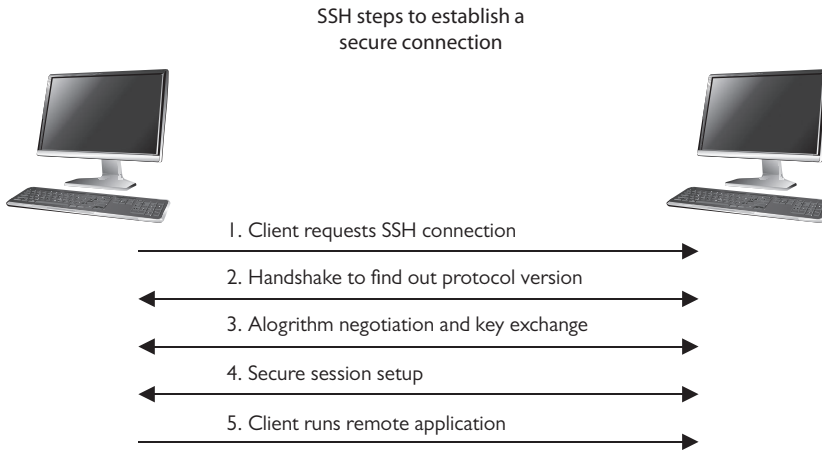 SSH steps to establish a
secure connection
1. Client requests SSH connection
2. Handshake to find out protocol version
3. Alogrithm negotiation and key exchange
4. Secure session setup
5. Client runs remote application